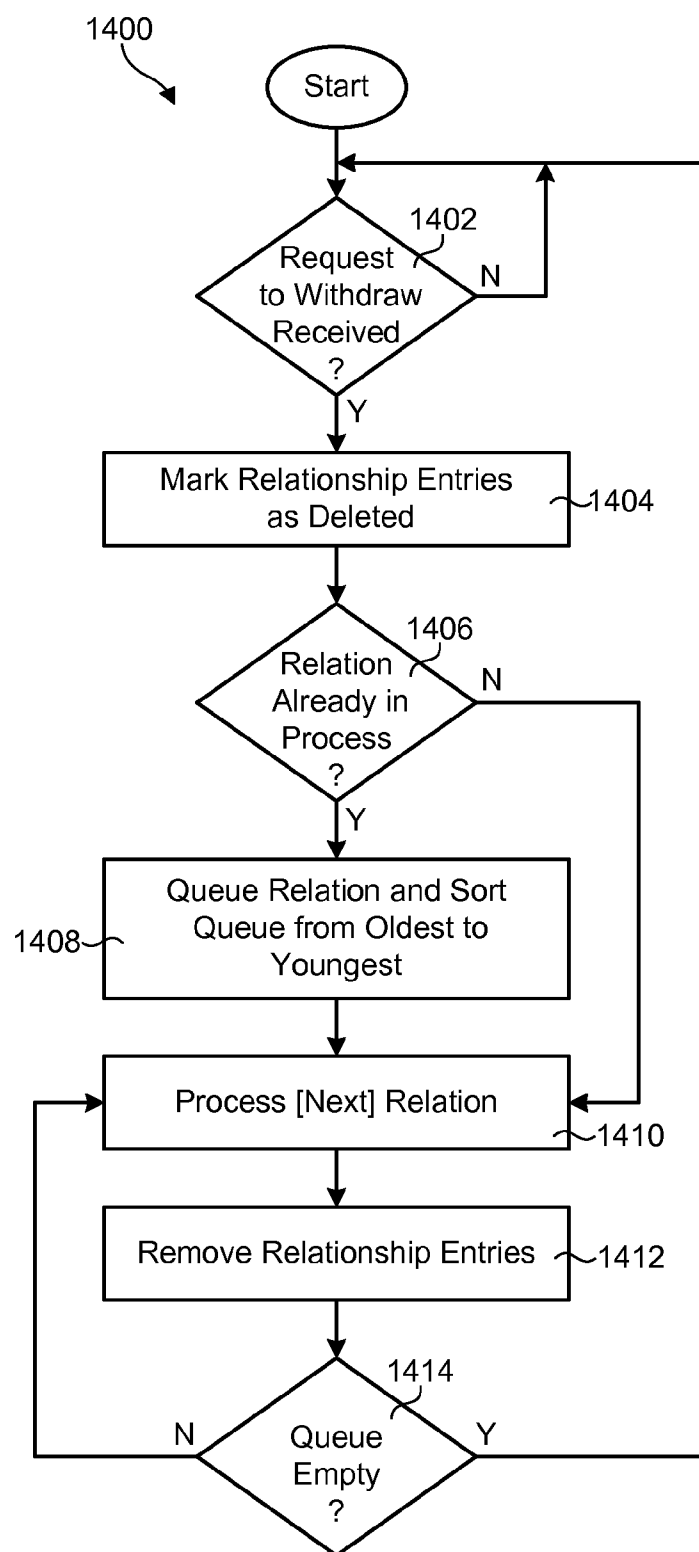 1400
Start
1402
Request
to Withdraw
Received
?
N
Y
Mark Relationship Entries
as Deleted
1404
1406
Relation
Already in
Process
?
N
Y
Queue Relation and Sort
Queue from Oldest to
Youngest
1408
Process [Next] Relation
1410
Remove Relationship Entries
1412
1414
N
Queue
Empty
?
Y